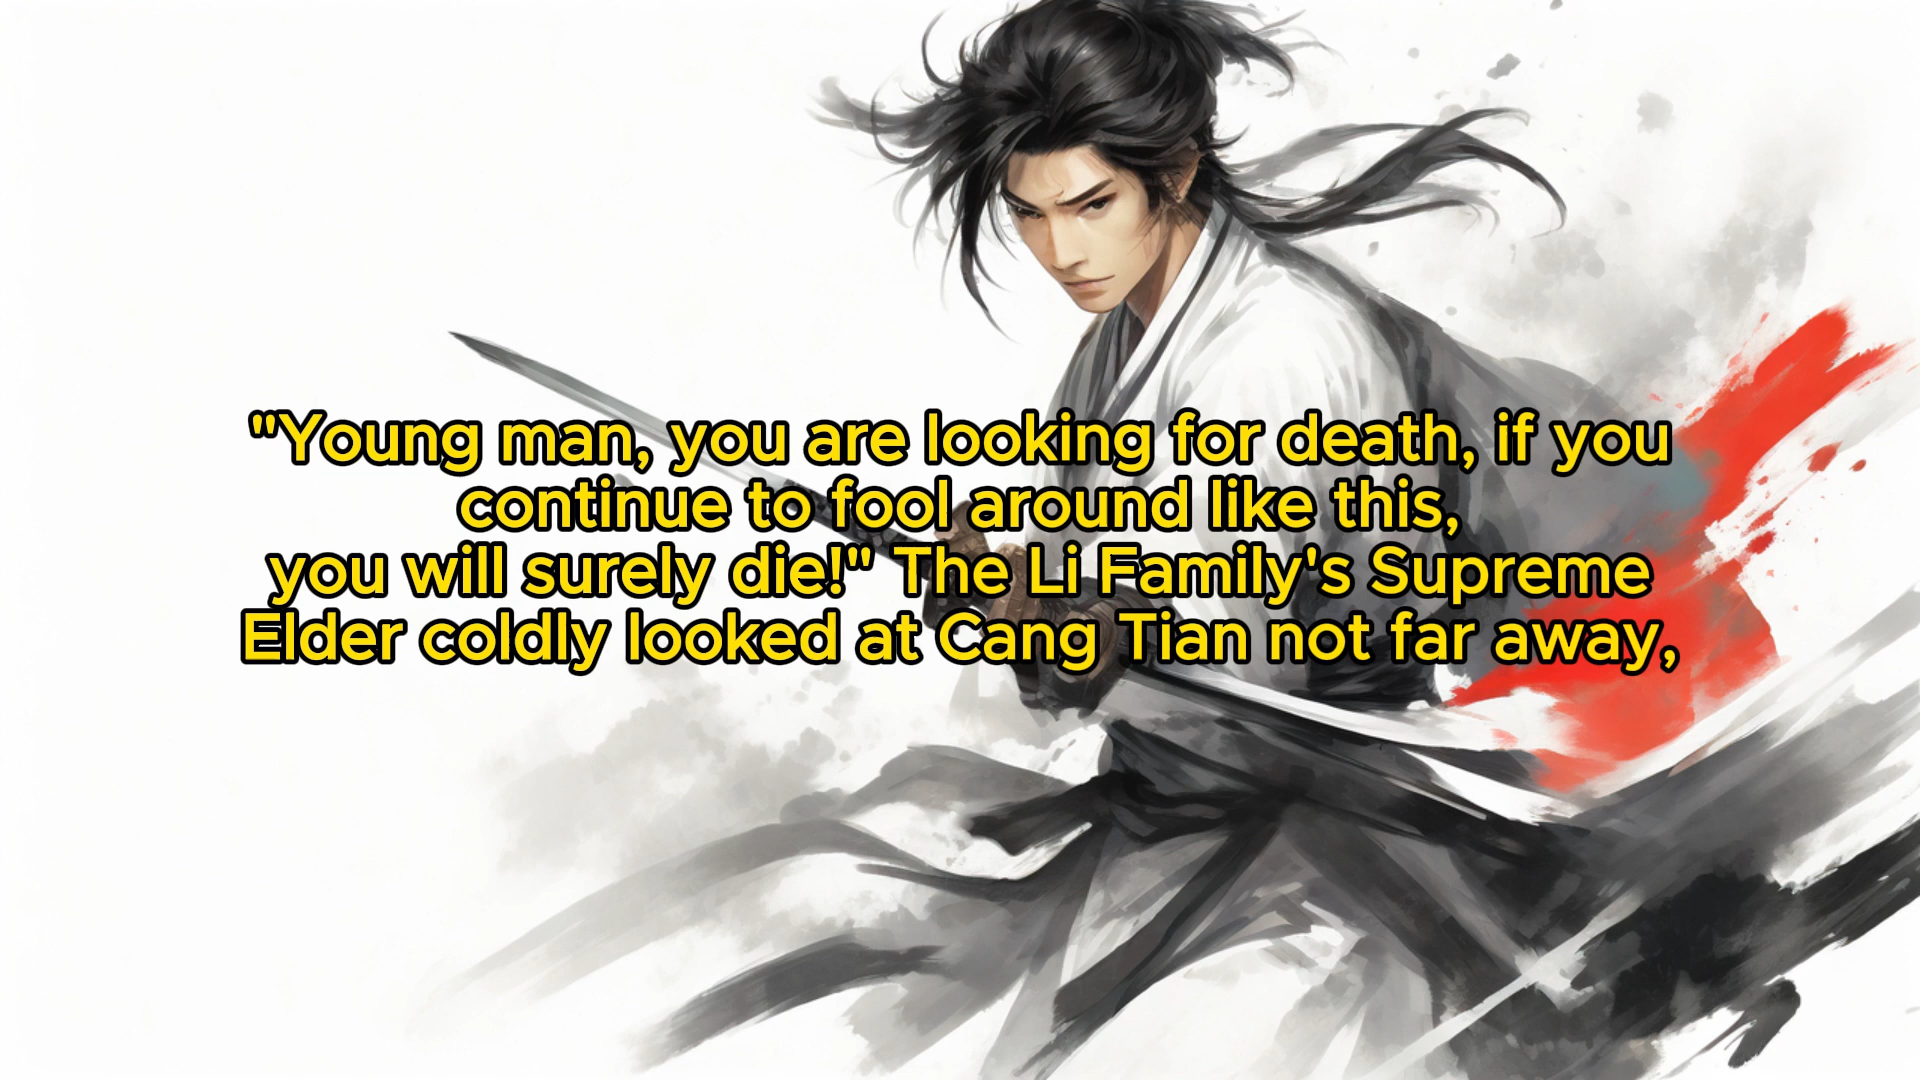 "Young man, you are looking for death, if you
continue to fool around like this,
you will surely die!" The Li Family's Supreme
Elder coldly looked at Cang Tian not far away,